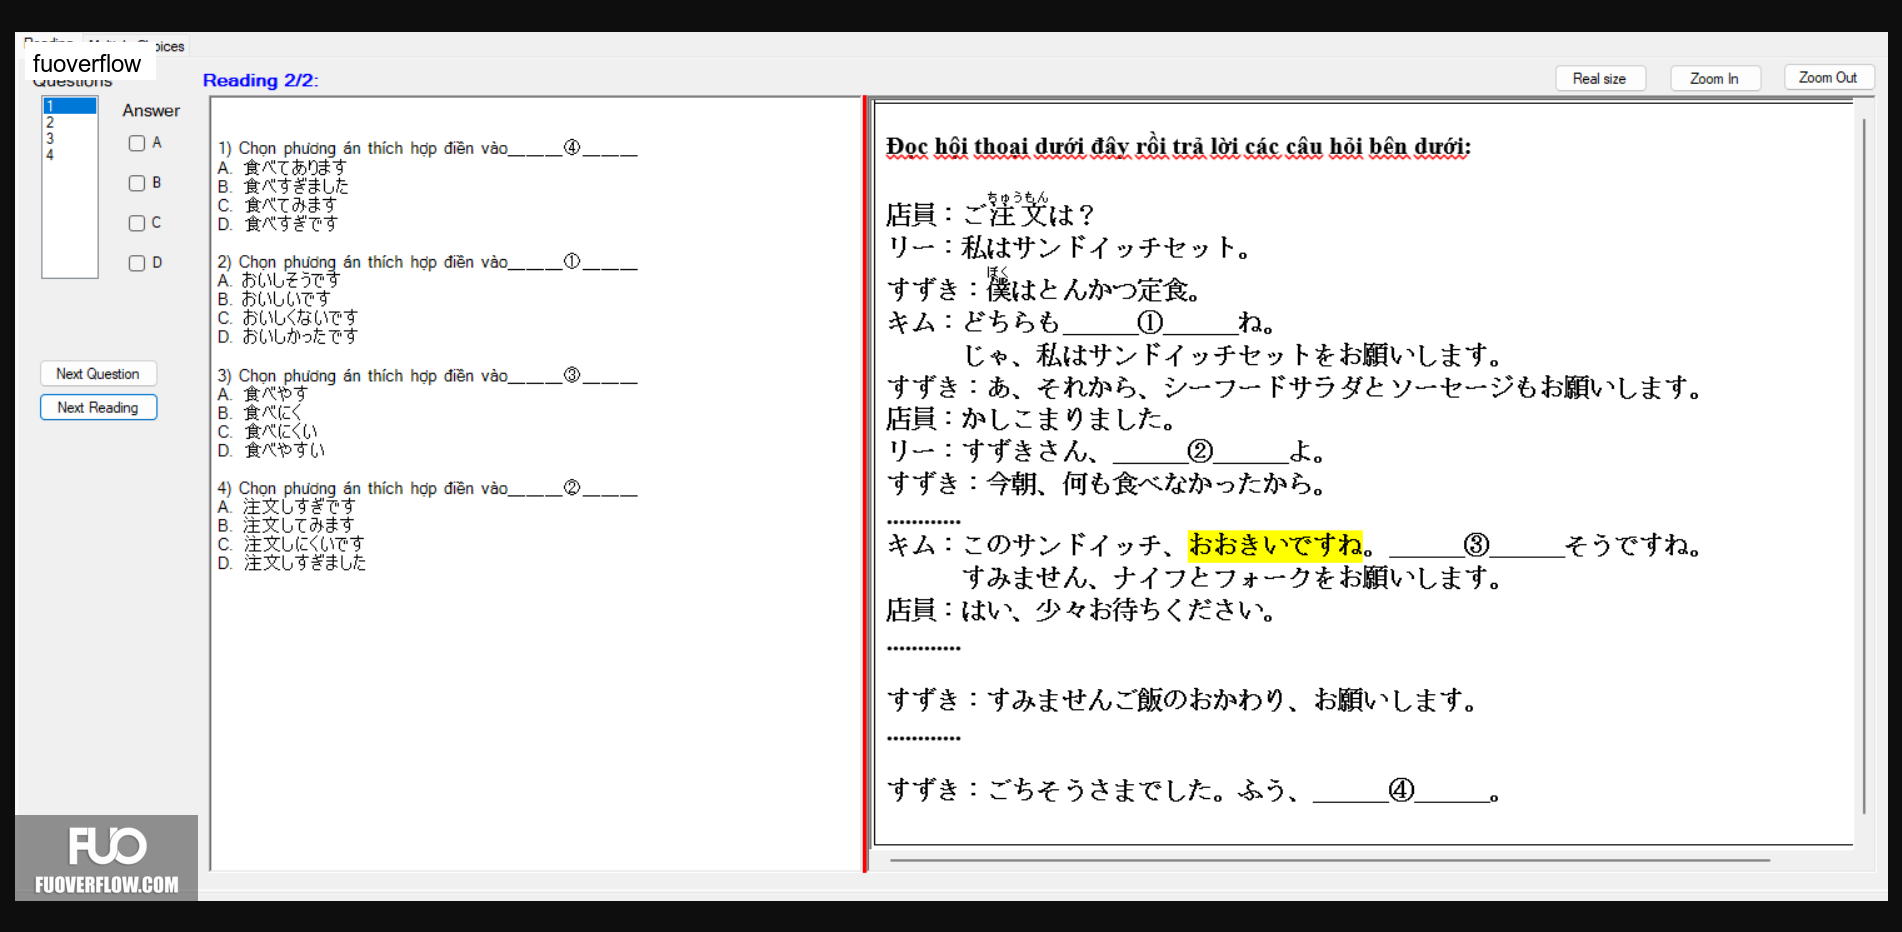 Choices
fuoverflow
Questions
Reading 2/2:
Real size
Zoom In
Zoom Out
1
2
3
4
Answer
A
B
C
D
Next Question
Next Reading
1) Chọn phương án thích hợp điền vào______④______
A. 食べてあります
B. 食べすぎました
C. 食べてみます
D. 食べすぎです
2) Chọn phương án thích hợp điền vào______①______
A. おいしそうです
B. おいしいです
C. おいしくないです
D. おいしかったです
3) Chọn phương án thích hợp điền vào______③______
A. 食べやす
B. 食べにく
C. 食べにくい
D. 食べやすい
4) Chọn phương án thích hợp điền vào______②______
A. 注文しすぎです
B. 注文してみます
C. 注文しにくいです
D. 注文しすぎました
Đọc hội thoại dưới đây rồi trả lời các câu hỏi bên dưới:
ちゅうもん
店員：ご注文は？
リー：私はサンドイッチセット。
ぼく
すずき：僕はとんかつ定食。
キム：どちらも______①______ね。
じゃ、私はサンドイッチセットをお願いします。
すずき：あ、それから、シーフードサラダとソーセージもお願いします。
店員：かしこまりました。
リー：すずきさん、______②______よ。
すずき：今朝、何も食べなかったから。
............
キム：このサンドイッチ、おおきいですね。______③______そうですね。
すみません、ナイフとフォークをお願いします。
店員：はい、少々お待ちください。
............
すずき：すみませんご飯のおかわり、お願いします。
............
すずき：ごちそうさまでした。ふう、______④______。
FUO
FUOVERFLOW.COM